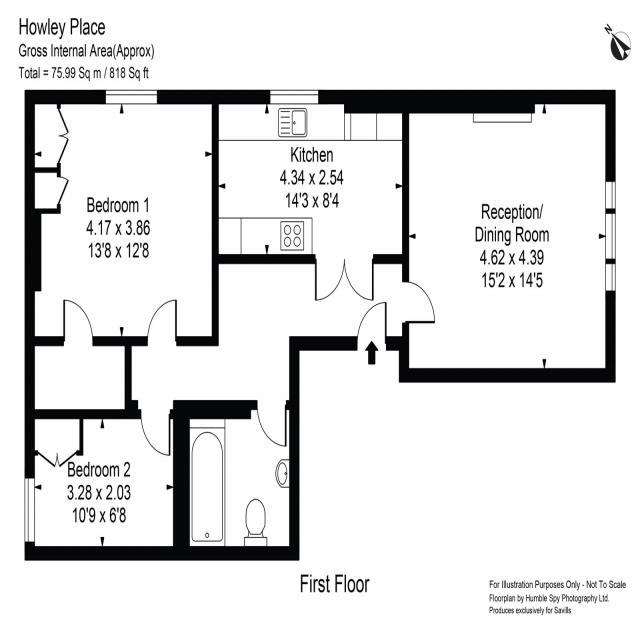 Howley Place
Gross Internal Area(Approx)
Total = 75.99 Sq m / 818 Sq ft
N
Kitchen
4.34 x 2.54
14'3 x 8'4
Bedroom 1
4.17 x 3.86
13'8 x 12'8
Reception/
Dining Room
4.62 x 4.39
15'2 x 14'5
Bedroom 2
3.28 x 2.03
10'9 x 6'8
First Floor
For Illustration Purposes Only - Not To Scale
Floorplan by Humble Spy Photography Ltd.
Produces exclusively for Savills